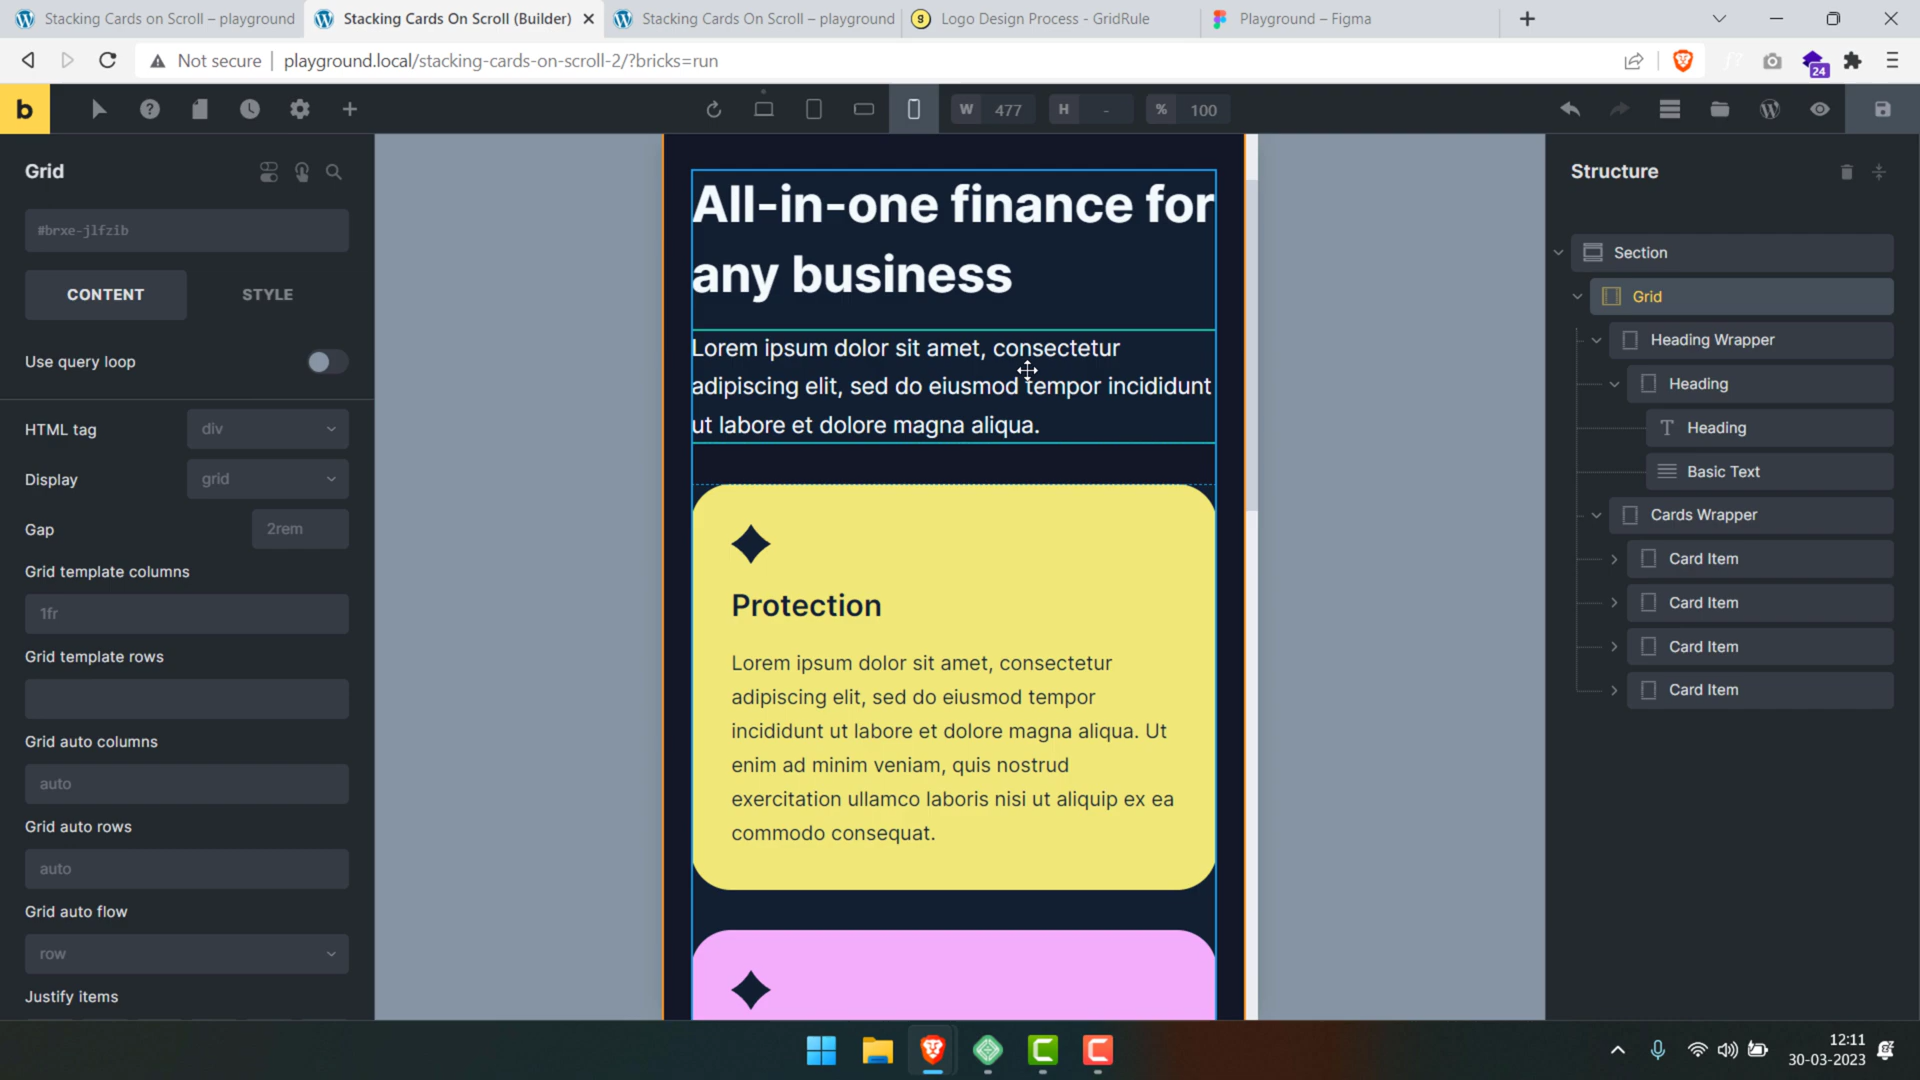 Stacking Cards on Scroll – playground
Stacking Cards On Scroll (Builder)
Stacking Cards On Scroll – playground
Logo Design Process - GridRule
Playground – Figma
Not secure
playground.local/stacking-cards-on-scroll-2/?bricks=run
24
b
W 477
H -
% 100
Grid
#brxe-jlfzib
CONTENT
STYLE
Use query loop
HTML tag
div
Display
grid
Gap
2rem
Grid template columns
1fr
Grid template rows
Grid auto columns
auto
Grid auto rows
auto
Grid auto flow
row
Justify items
All-in-one finance for
any business
Lorem ipsum dolor sit amet, consectetur
adipiscing elit, sed do eiusmod tempor incididunt
ut labore et dolore magna aliqua.
Protection
Lorem ipsum dolor sit amet, consectetur
adipiscing elit, sed do eiusmod tempor
incididunt ut labore et dolore magna aliqua. Ut
enim ad minim veniam, quis nostrud
exercitation ullamco laboris nisi ut aliquip ex ea
commodo consequat.
Structure
Section
Grid
Heading Wrapper
Heading
Heading
Basic Text
Cards Wrapper
Card Item
Card Item
Card Item
Card Item
12:11
30-03-2023